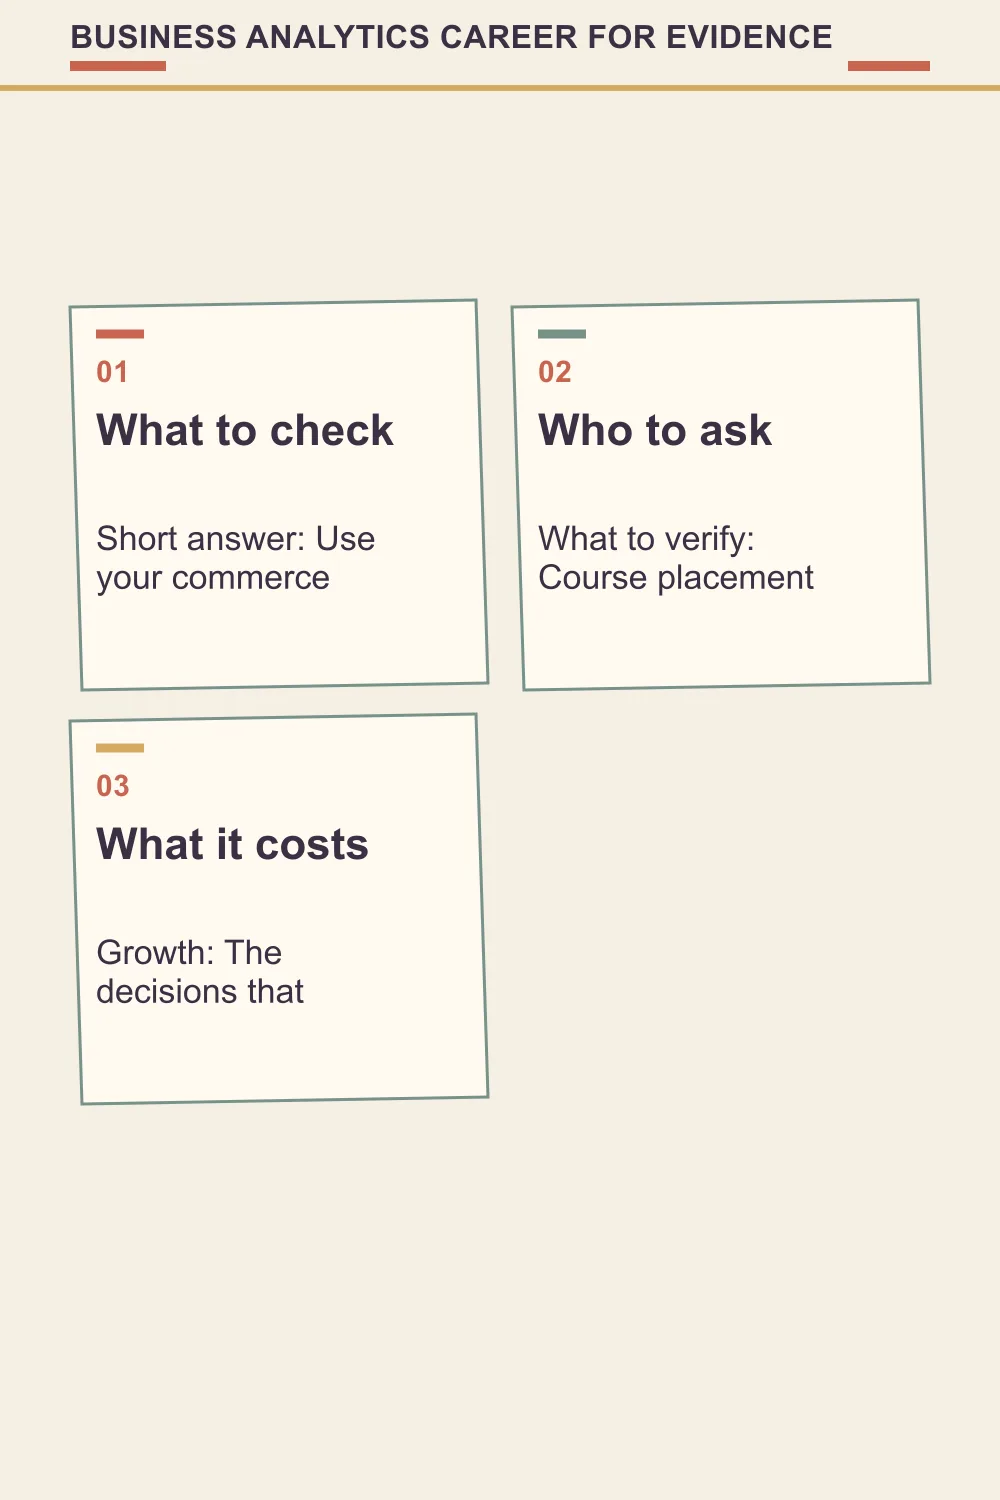 BUSINESS ANALYTICS CAREER FOR EVIDENCE
01
What to check
Short answer: Use
your commerce
02
Who to ask
What to verify:
Course placement
03
What it costs
Growth: The
decisions that